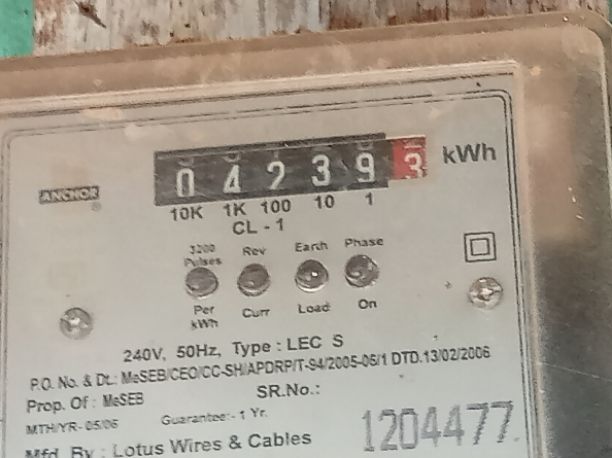 ANCHOR
®
0 4 2 3 9 3 kWh
10K 1K 100 10 1
CL - 1
3200 Pulses Rev Earth Phase
Per kWh Curr Load On
240V, 50Hz, Type : LEC S
P.O. No. & Dt.: MeSEB/CEO/CC-SH/APDRP/T-94/2005-06/1 DTD.13/02/2006
Prop. Of : MeSEB SR.No.:
MTH/YR- 05/06 Guarantee:- 1 Yr.
1204477
Mfd. By : Lotus Wires & Cables